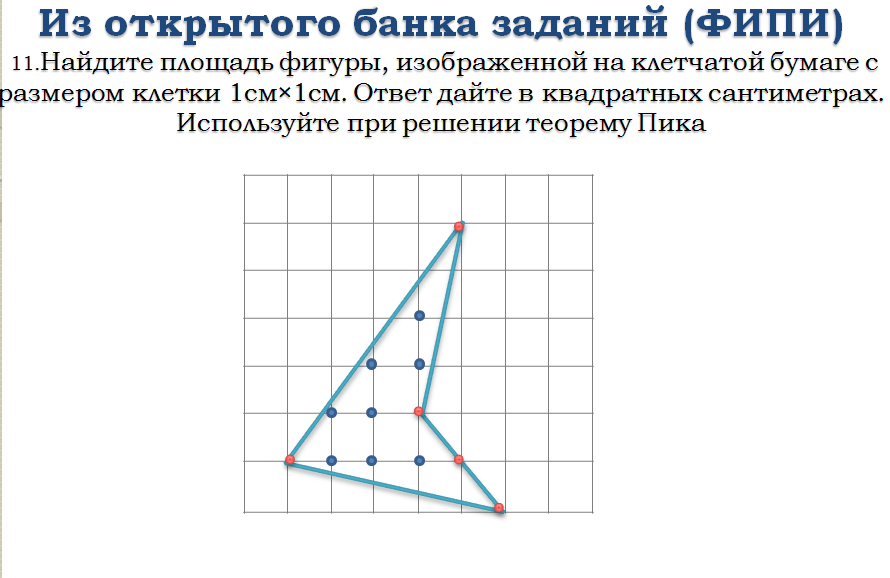 Из открытого банка заданий (ФИПИ)
11.Найдите площадь фигуры, изображенной на клетчатой бумаге с
размером клетки 1см×1см. Ответ дайте в квадратных сантиметрах.
Используйте при решении теорему Пика